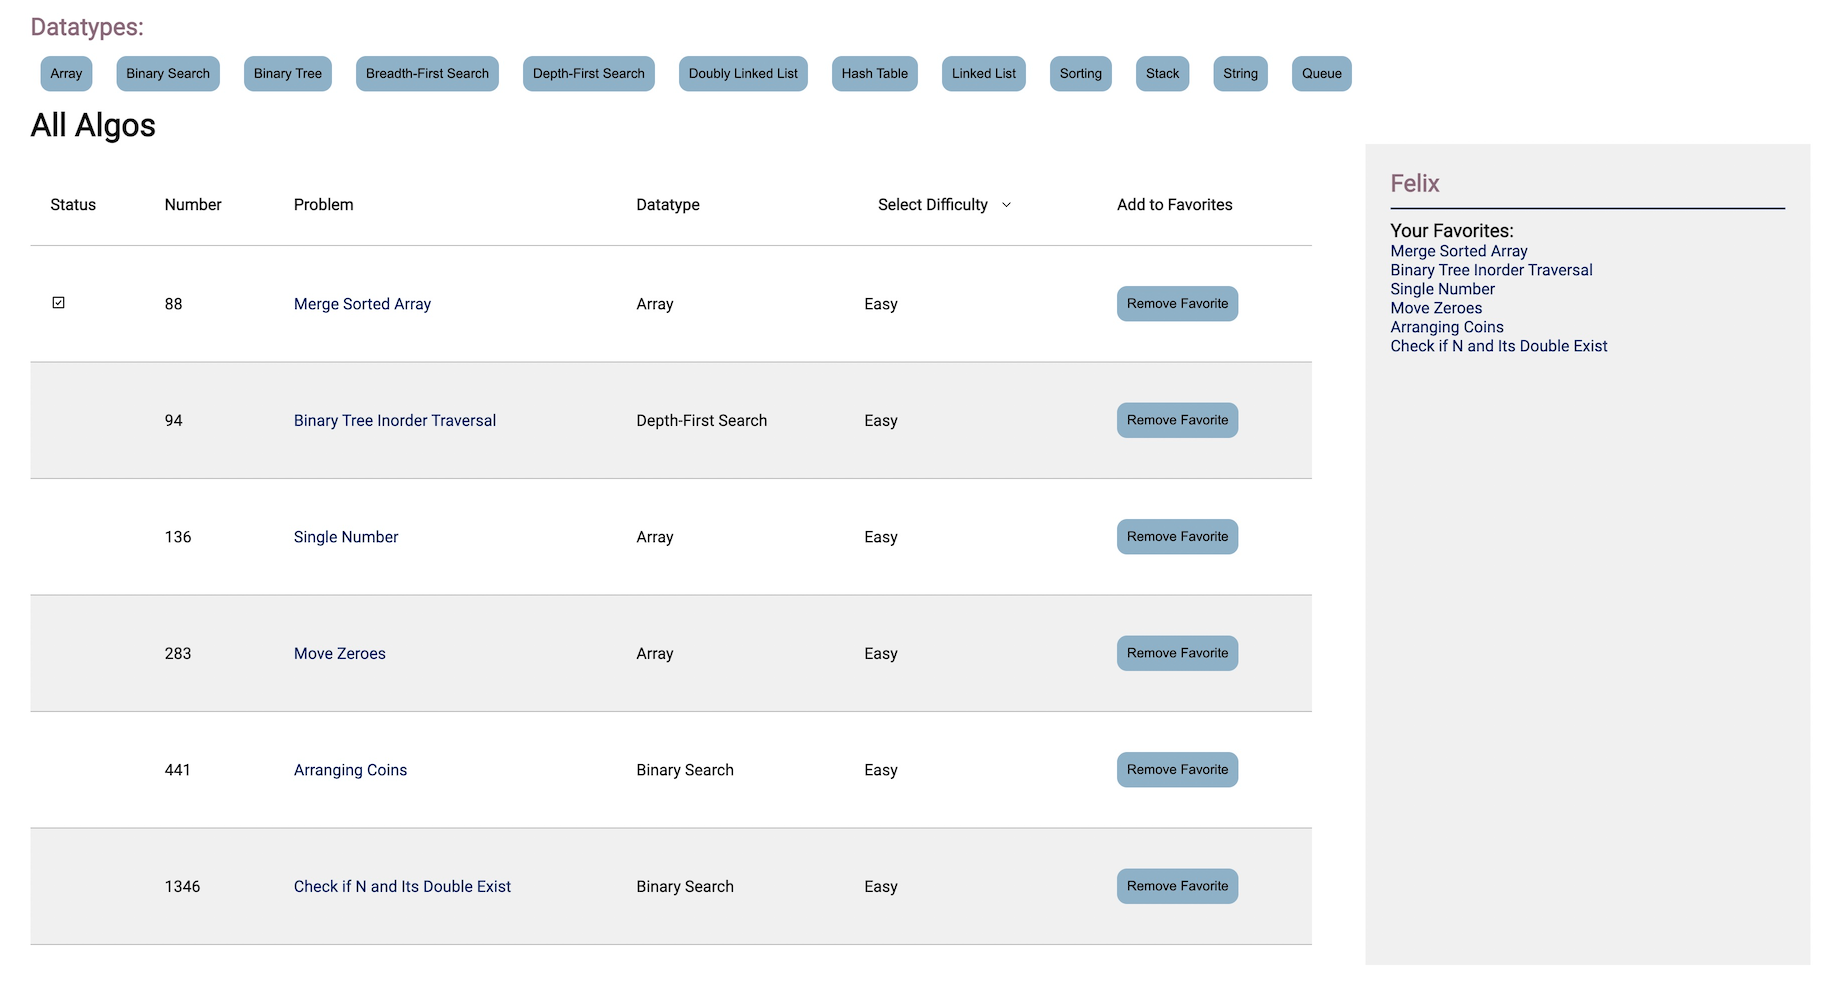 Datatypes:
Array Binary Search Binary Tree Breadth-First Search Depth-First Search Doubly Linked List Hash Table Linked List Sorting Stack String Queue
All Algos
Status Number Problem Datatype Select Difficulty Add to Favorites
88 Merge Sorted Array Array Easy Remove Favorite
94 Binary Tree Inorder Traversal Depth-First Search Easy Remove Favorite
136 Single Number Array Easy Remove Favorite
283 Move Zeroes Array Easy Remove Favorite
441 Arranging Coins Binary Search Easy Remove Favorite
1346 Check if N and Its Double Exist Binary Search Easy Remove Favorite
Felix
Your Favorites:
Merge Sorted Array
Binary Tree Inorder Traversal
Single Number
Move Zeroes
Arranging Coins
Check if N and Its Double Exist